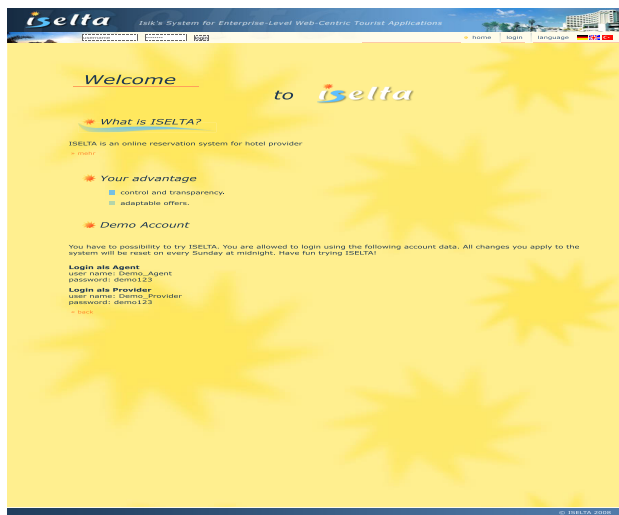 iselta Isik's System for Enterprise-Level Web-Centric Tourist Applications
home login language
Welcome
to iselta
What is ISELTA?
ISELTA is an online reservation system for hotel provider
» mehr
Your advantage
control and transparency.
adaptable offers.
Demo Account
You have to possibility to try ISELTA. You are allowed to login using the following account data. All changes you apply to the
system will be reset on every Sunday at midnight. Have fun trying ISELTA!
Login als Agent
user name: Demo_Agent
password: demo123
Login als Provider
user name: Demo_Provider
password: demo123
» back
© ISELTA 2008